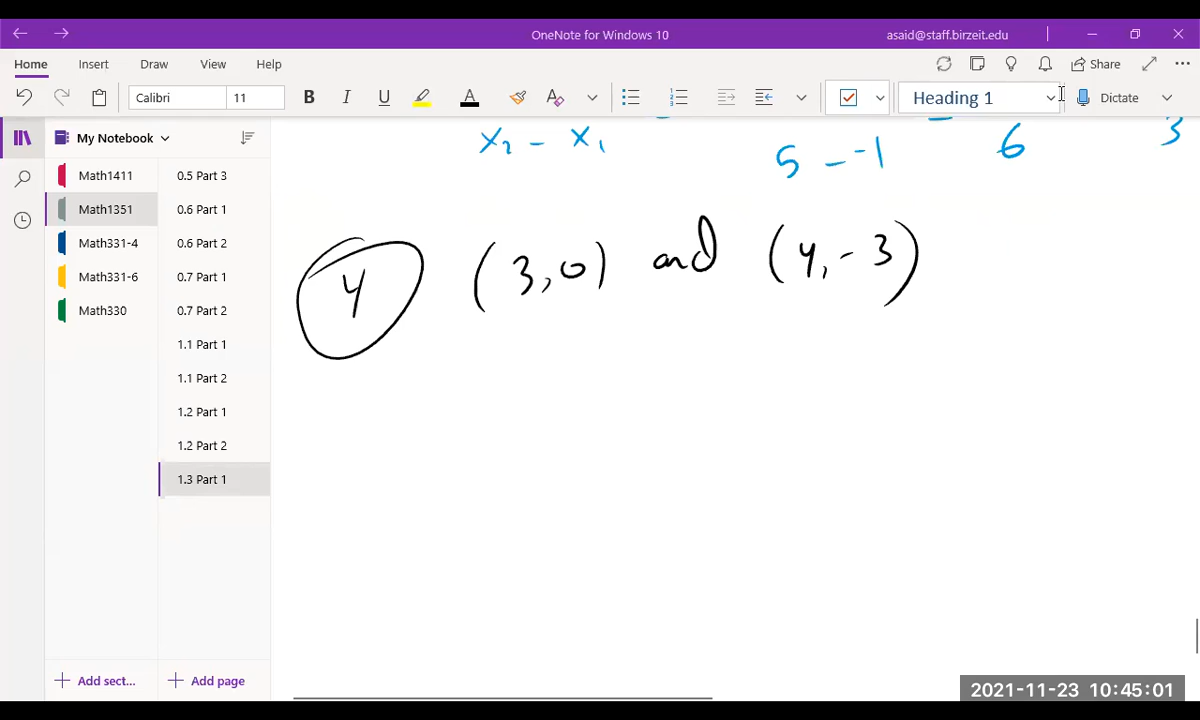 OneNote for Windows 10
asaid@staff.birzeit.edu
Home Insert Draw View Help
Share
Calibri 11 B I U A Heading 1 Dictate
My Notebook
Math1411
Math1351
Math331-4
Math331-6
Math330
0.5 Part 3
0.6 Part 1
0.6 Part 2
0.7 Part 1
0.7 Part 2
1.1 Part 1
1.1 Part 2
1.2 Part 1
1.2 Part 2
1.3 Part 1
Add sect...
Add page
x₂ - x₁
5 - -1
6
3
4 (3,0) and (4,-3)
2021-11-23 10:45:01